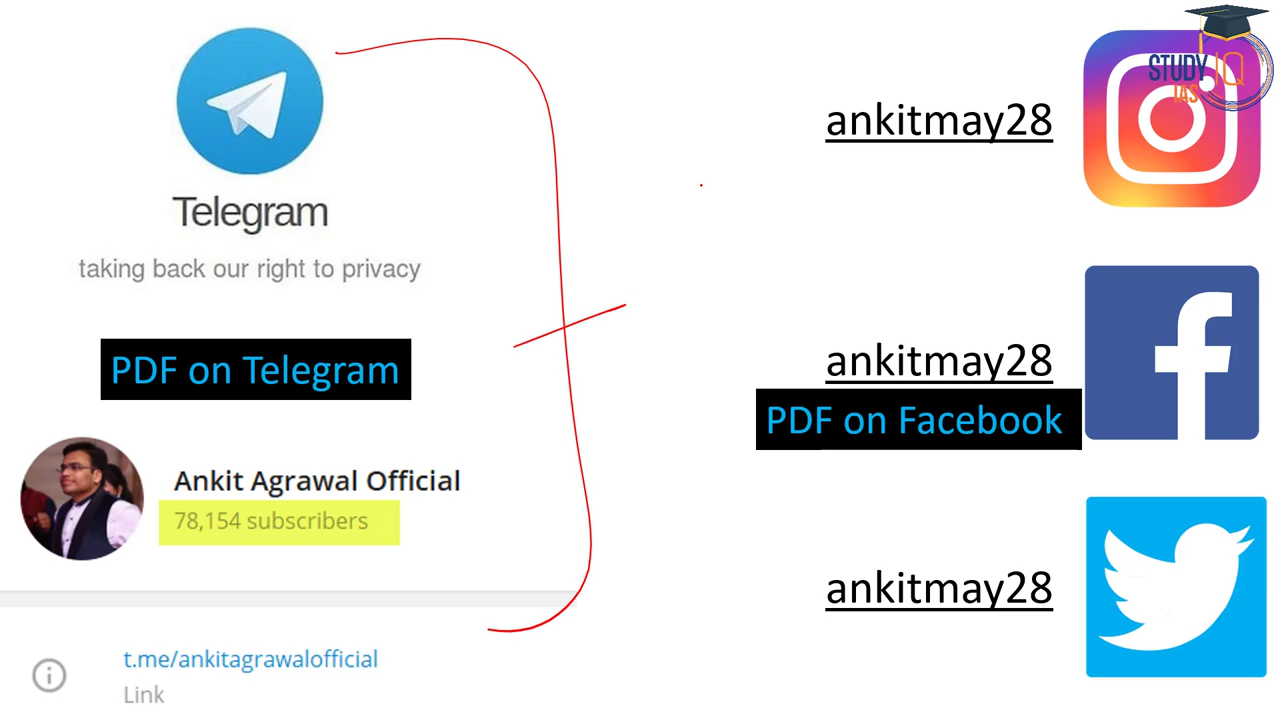 Telegram
taking back our right to privacy
PDF on Telegram
Ankit Agrawal Official
78,154 subscribers
t.me/ankitagrawalofficial
Link
STUDY IQ
IAS
ankitmay28
ankitmay28
PDF on Facebook
ankitmay28